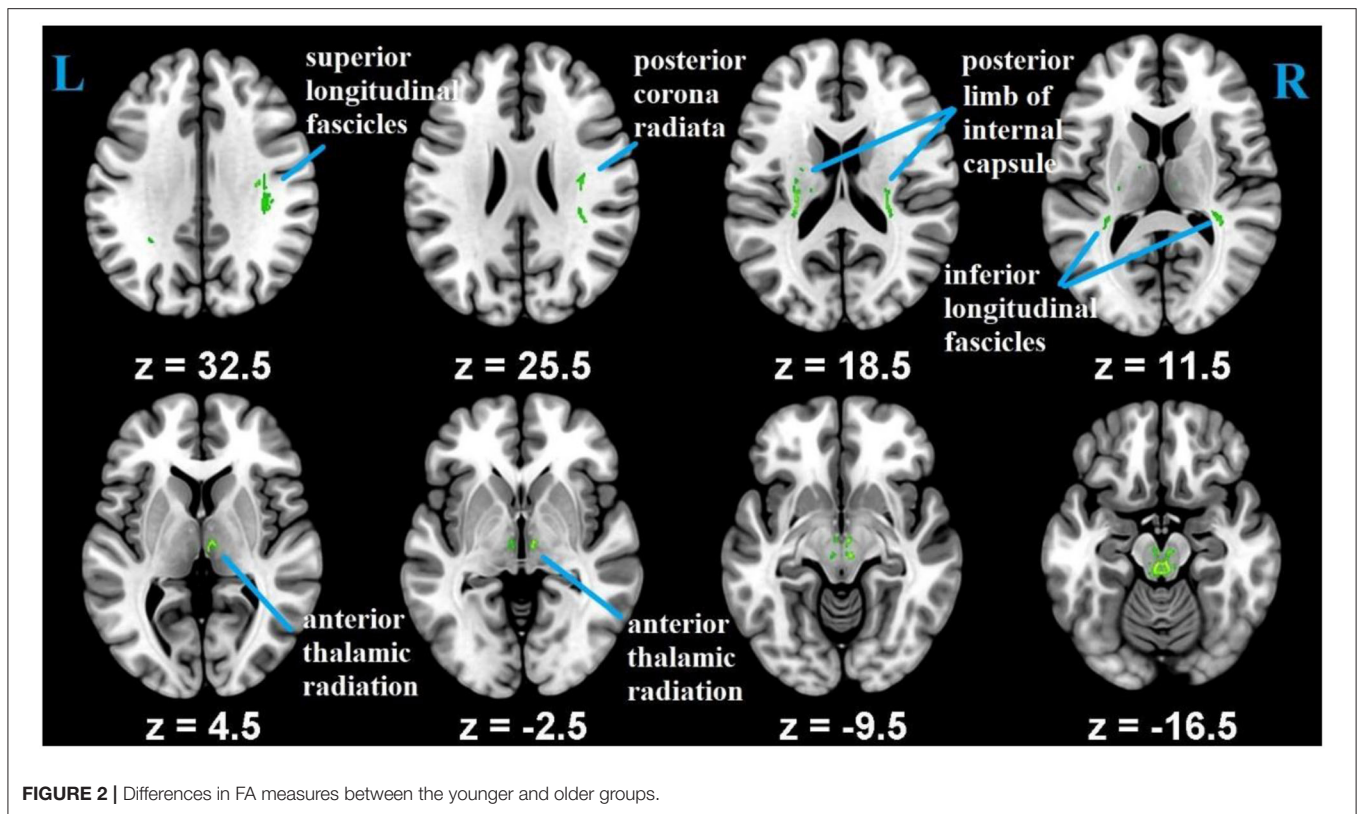 L
superior
longitudinal
fascicles
posterior
corona
radiata
posterior
limb of
internal
capsule
R
inferior
longitudinal
fascicles
z = 32.5
z = 25.5
z = 18.5
z = 11.5
anterior
thalamic
radiation
anterior
thalamic
radiation
z = 4.5
z = -2.5
z = -9.5
z = -16.5
FIGURE 2 | Differences in FA measures between the younger and older groups.